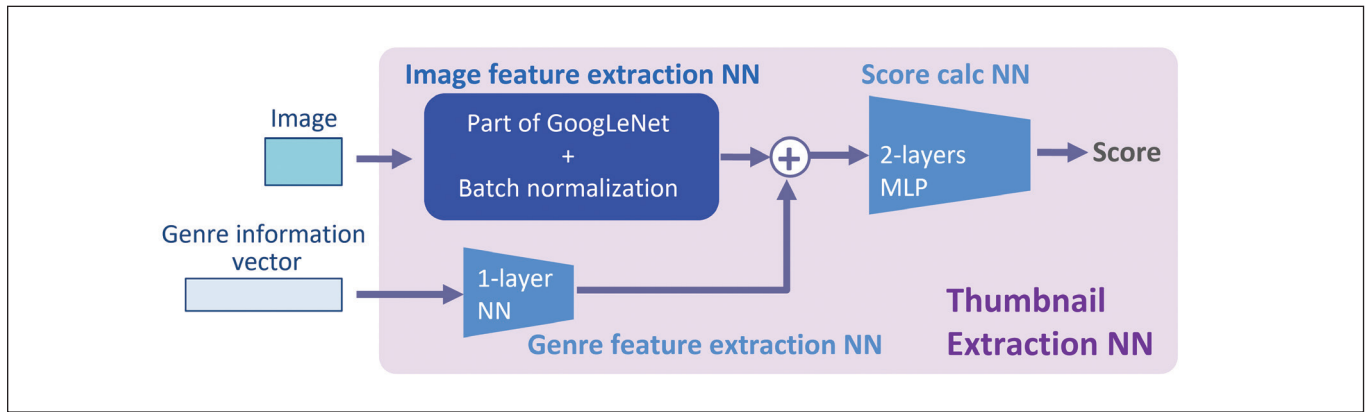 Image feature extraction NN
Score calc NN
Image
Part of GoogLeNet
+
Batch normalization
+
2-layers
MLP
Score
Genre information
vector
1-layer
NN
Genre feature extraction NN
Thumbnail
Extraction NN